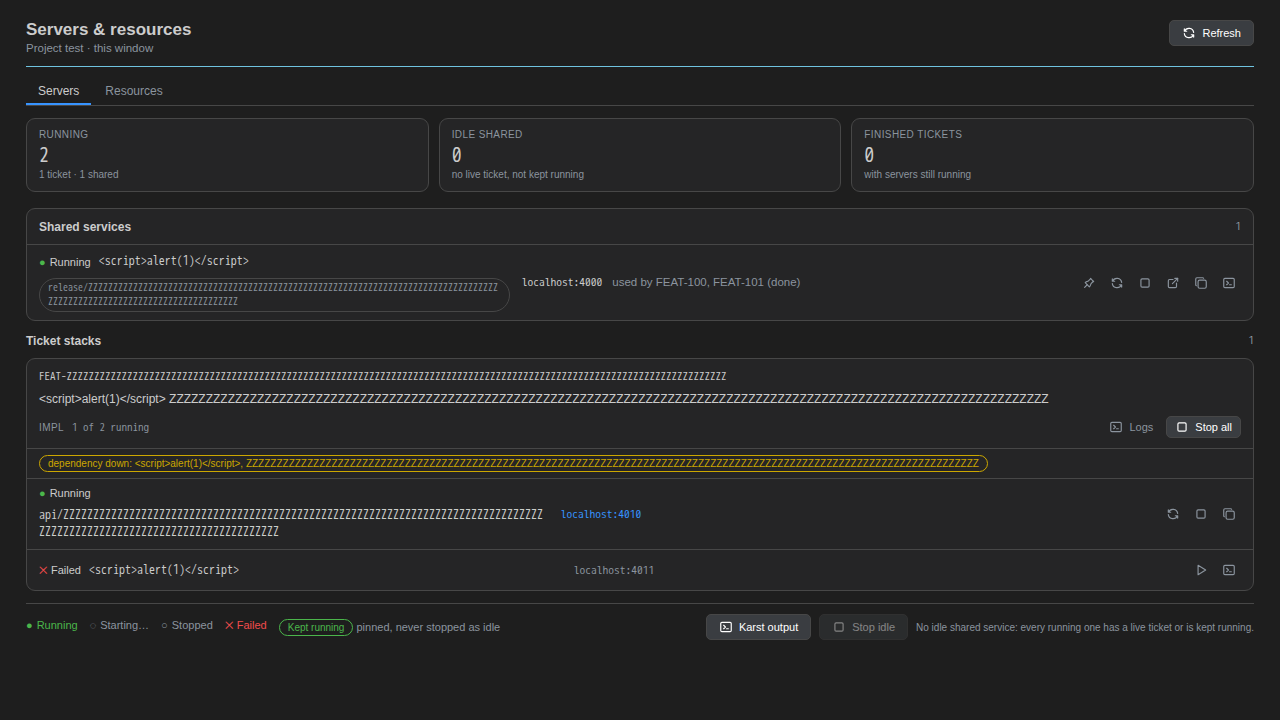 Servers & resources
Project test · this window
Refresh
Servers
Resources
RUNNING
2
1 ticket · 1 shared
IDLE SHARED
0
no live ticket, not kept running
FINISHED TICKETS
0
with servers still running
Shared services
1
Running <script>alert(1)</script>
localhost:4000 used by FEAT-100, FEAT-101 (done)
Ticket stacks
1
<script>alert(1)</script>
IMPL 1 of 2 running
Logs
Stop all
dependency down: <script>alert(1)</script>,
Running
localhost:4010
Failed <script>alert(1)</script>
localhost:4011
Running
Starting…
Stopped
Failed
Kept running pinned, never stopped as idle
Karst output
Stop idle
No idle shared service: every running one has a live ticket or is kept running.